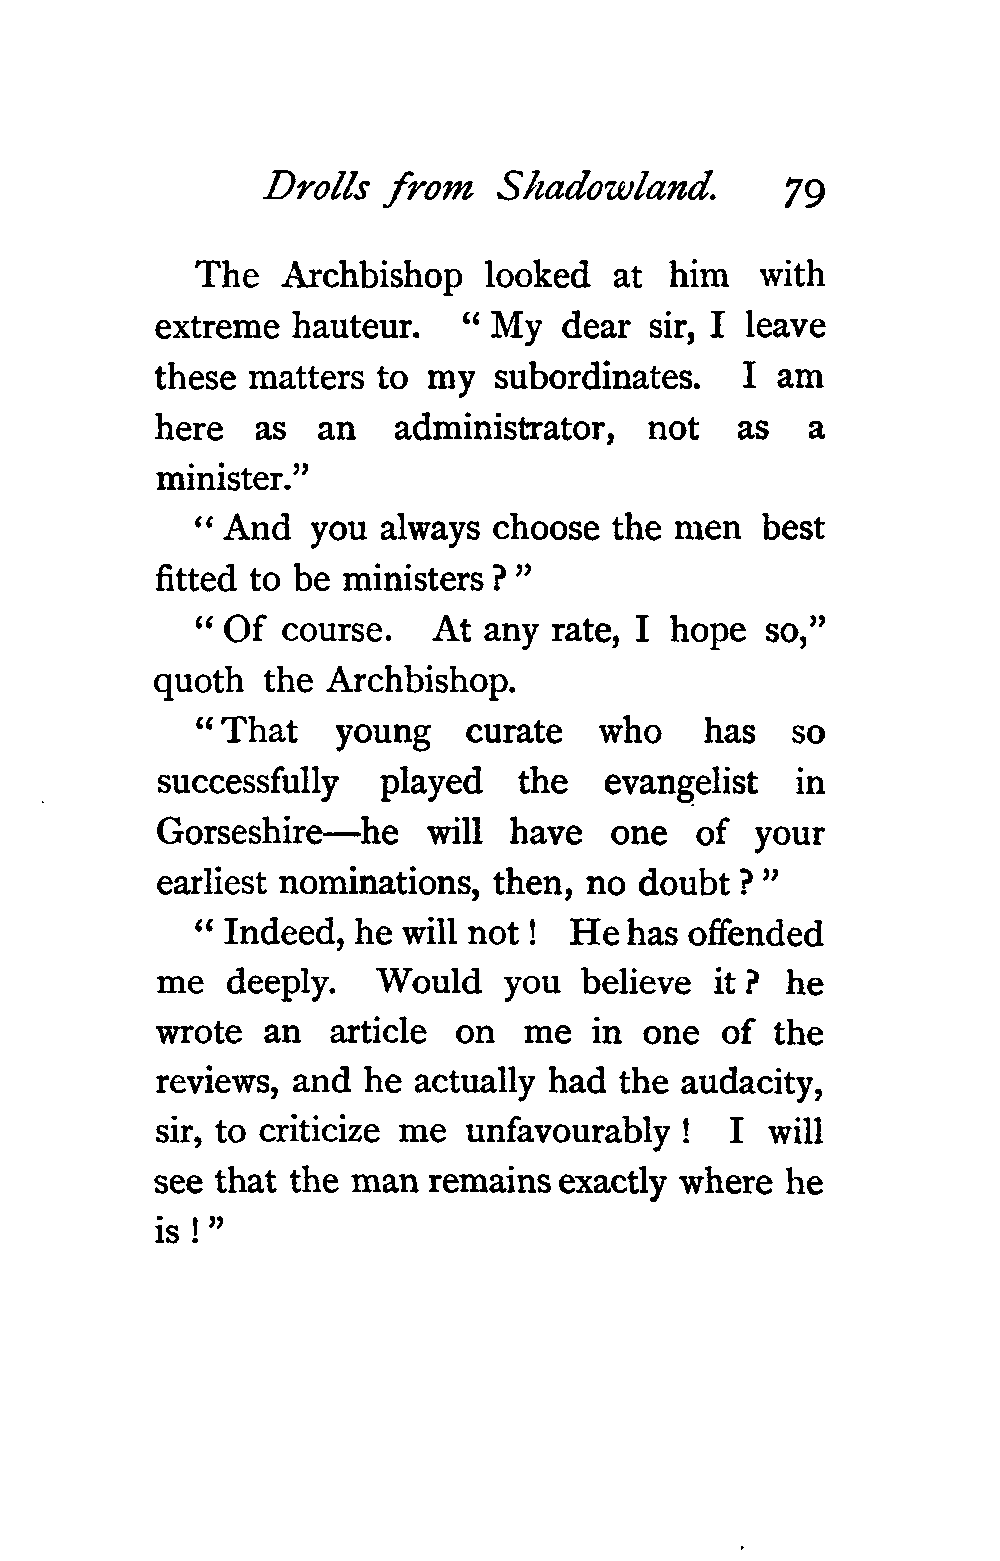 Drolls from Shadowland. 79
The Archbishop looked at him with
extreme hauteur. “ My dear sir, I leave
these matters to my subordinates. I am
here as an administrator, not as a
minister.”
“ And you always choose the men best
fitted to be ministers ? ”
“ Of course. At any rate, I hope so,”
quoth the Archbishop.
“ That young curate who has so
successfully played the evangelist in
Gorseshire—he will have one of your
earliest nominations, then, no doubt ? ”
“ Indeed, he will not ! He has offended
me deeply. Would you believe it ? he
wrote an article on me in one of the
reviews, and he actually had the audacity,
sir, to criticize me unfavourably ! I will
see that the man remains exactly where he
is ! ”